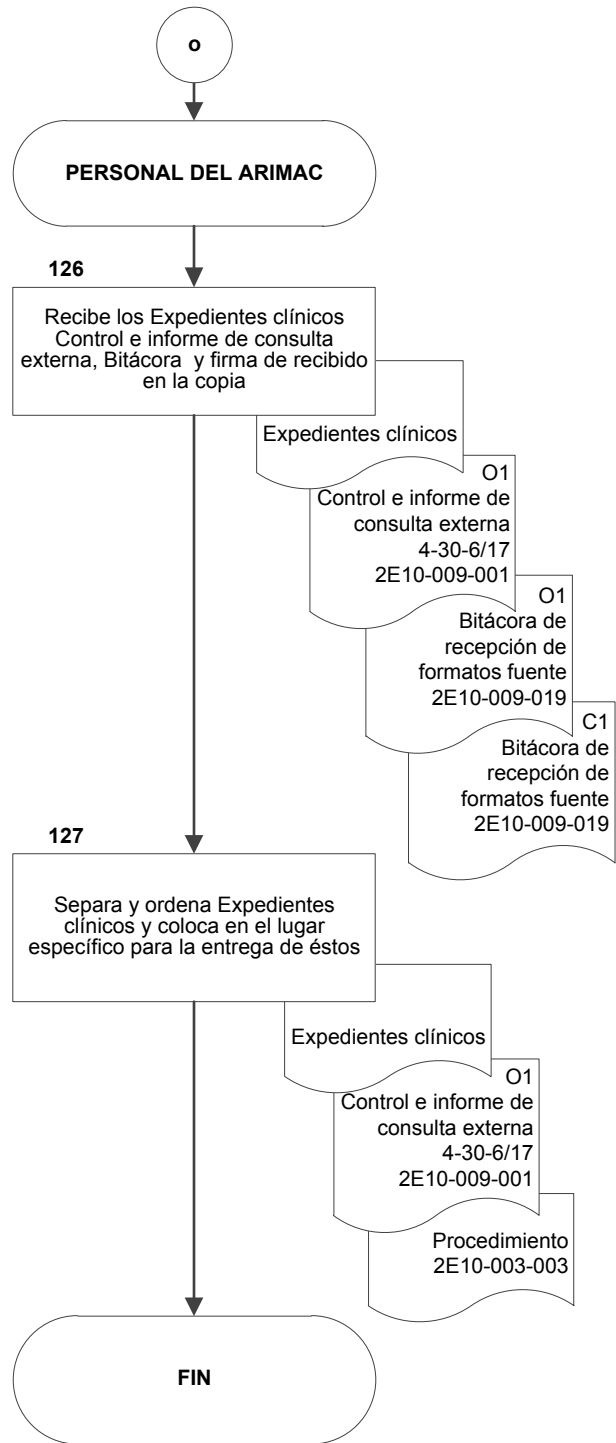 o
PERSONAL DEL ARIMAC
126
Recibe los Expedientes clínicos
Control e informe de consulta
externa, Bitácora y firma de recibido
en la copia
Expedientes clínicos
O1
Control e informe de
consulta externa
4-30-6/17
2E10-009-001
O1
Bitácora de
recepción de
formatos fuente
2E10-009-019
C1
Bitácora de
recepción de
formatos fuente
2E10-009-019
127
Separa y ordena Expedientes
clínicos y coloca en el lugar
específico para la entrega de éstos
Expedientes clínicos
O1
Control e informe de
consulta externa
4-30-6/17
2E10-009-001
Procedimiento
2E10-003-003
FIN